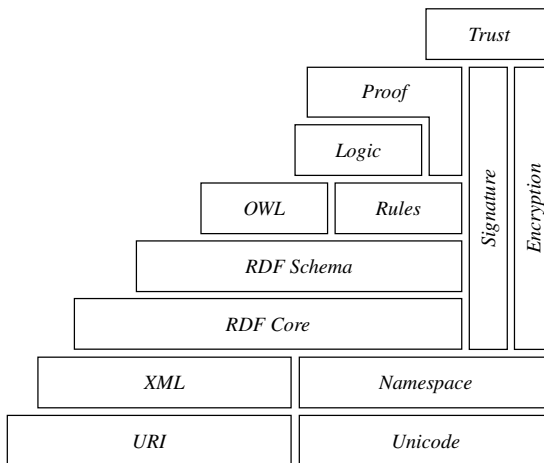 Trust
Proof
Logic
OWL
Rules
RDF Schema
RDF Core
Signature
Encryption
XML
Namespace
URI
Unicode